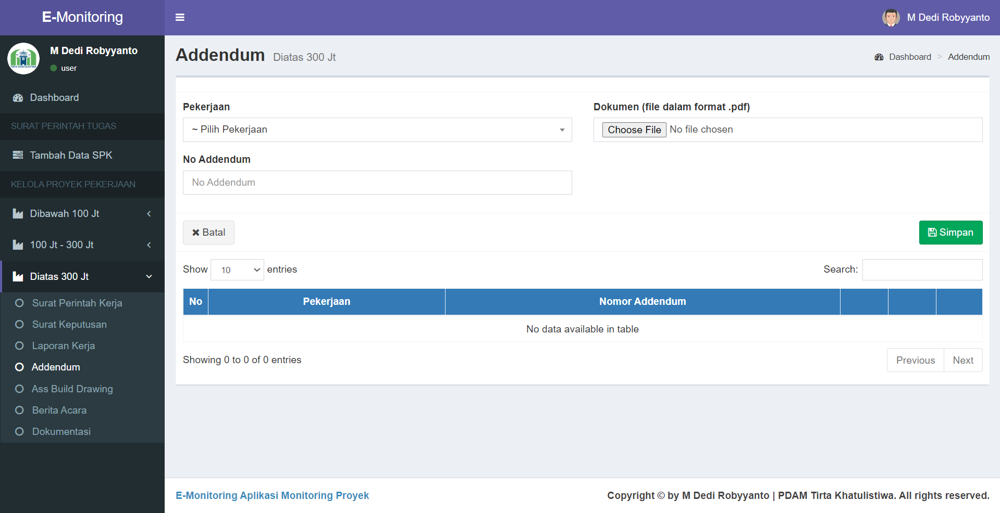 E-Monitoring
M Dedi Robyyanto
M Dedi Robyyanto
user
TIRTA KHATULISTIWA
Dashboard
SURAT PERINTAH TUGAS
Tambah Data SPK
KELOLA PROYEK PEKERJAAN
Dibawah 100 Jt
100 Jt - 300 Jt
Diatas 300 Jt
Surat Perintah Kerja
Surat Keputusan
Laporan Kerja
Addendum
Ass Build Drawing
Berita Acara
Dokumentasi
Addendum Diatas 300 Jt
Dashboard > Addendum
Pekerjaan
~ Pilih Pekerjaan
Dokumen (file dalam format .pdf)
Choose File No file chosen
No Addendum
No Addendum
Batal
Simpan
Show 10 entries
Search:
No Pekerjaan Nomor Addendum
No data available in table
Showing 0 to 0 of 0 entries
Previous Next
E-Monitoring Aplikasi Monitoring Proyek
Copyright © by M Dedi Robyyanto | PDAM Tirta Khatulistiwa. All rights reserved.